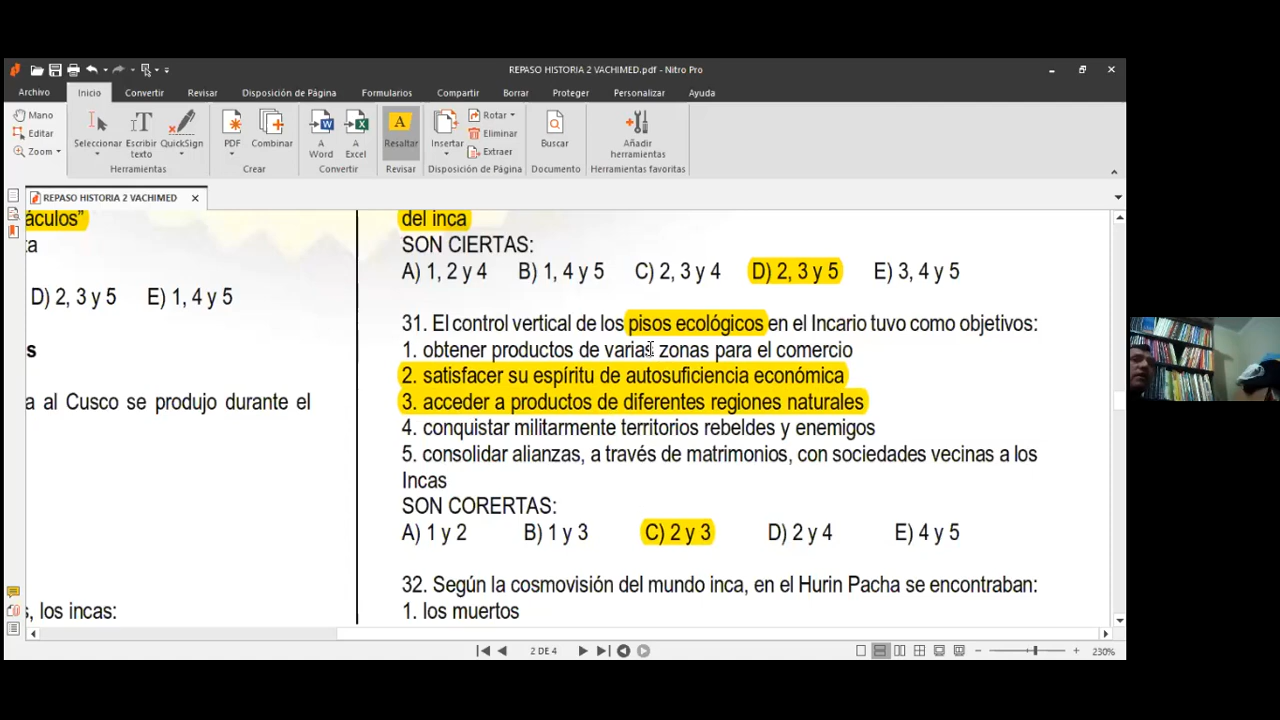 REPASO HISTORIA 2 VACHIMED.pdf - Nitro Pro
Archivo Inicio Convertir Revisar Disposición de Página Formularios Compartir Borrar Proteger Personalizar Ayuda
Mano
Editar
Zoom
Seleccionar
Escribir texto
QuickSign
Herramientas
PDF
Combinar
Crear
A Word
A Excel
Convertir
A
Resaltar
Revisar
Insertar
Rotar
Eliminar
Extraer
Disposición de Página
Buscar
Documento
Añadir herramientas
Herramientas favoritas
REPASO HISTORIA 2 VACHIMED
áculos”
ta
D) 2, 3 y 5 E) 1, 4 y 5
s
a al Cusco se produjo durante el
s, los incas:
del inca
SON CIERTAS:
A) 1, 2 y 4 B) 1, 4 y 5 C) 2, 3 y 4 D) 2, 3 y 5 E) 3, 4 y 5
31. El control vertical de los pisos ecológicos en el Incario tuvo como objetivos:
1. obtener productos de varias zonas para el comercio
2. satisfacer su espíritu de autosuficiencia económica
3. acceder a productos de diferentes regiones naturales
4. conquistar militarmente territorios rebeldes y enemigos
5. consolidar alianzas, a través de matrimonios, con sociedades vecinas a los
Incas
SON CORERTAS:
A) 1 y 2 B) 1 y 3 C) 2 y 3 D) 2 y 4 E) 4 y 5
32. Según la cosmovisión del mundo inca, en el Hurin Pacha se encontraban:
1. los muertos
2 DE 4
230%